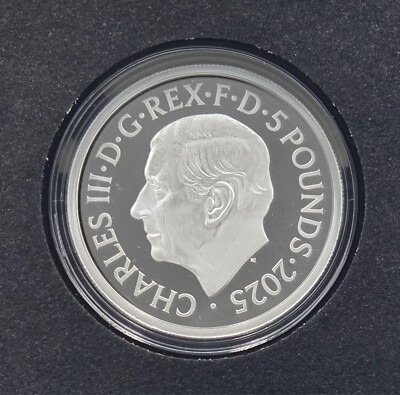 · CHARLES III · D · G · REX · F · D · 5 POUNDS · 2025